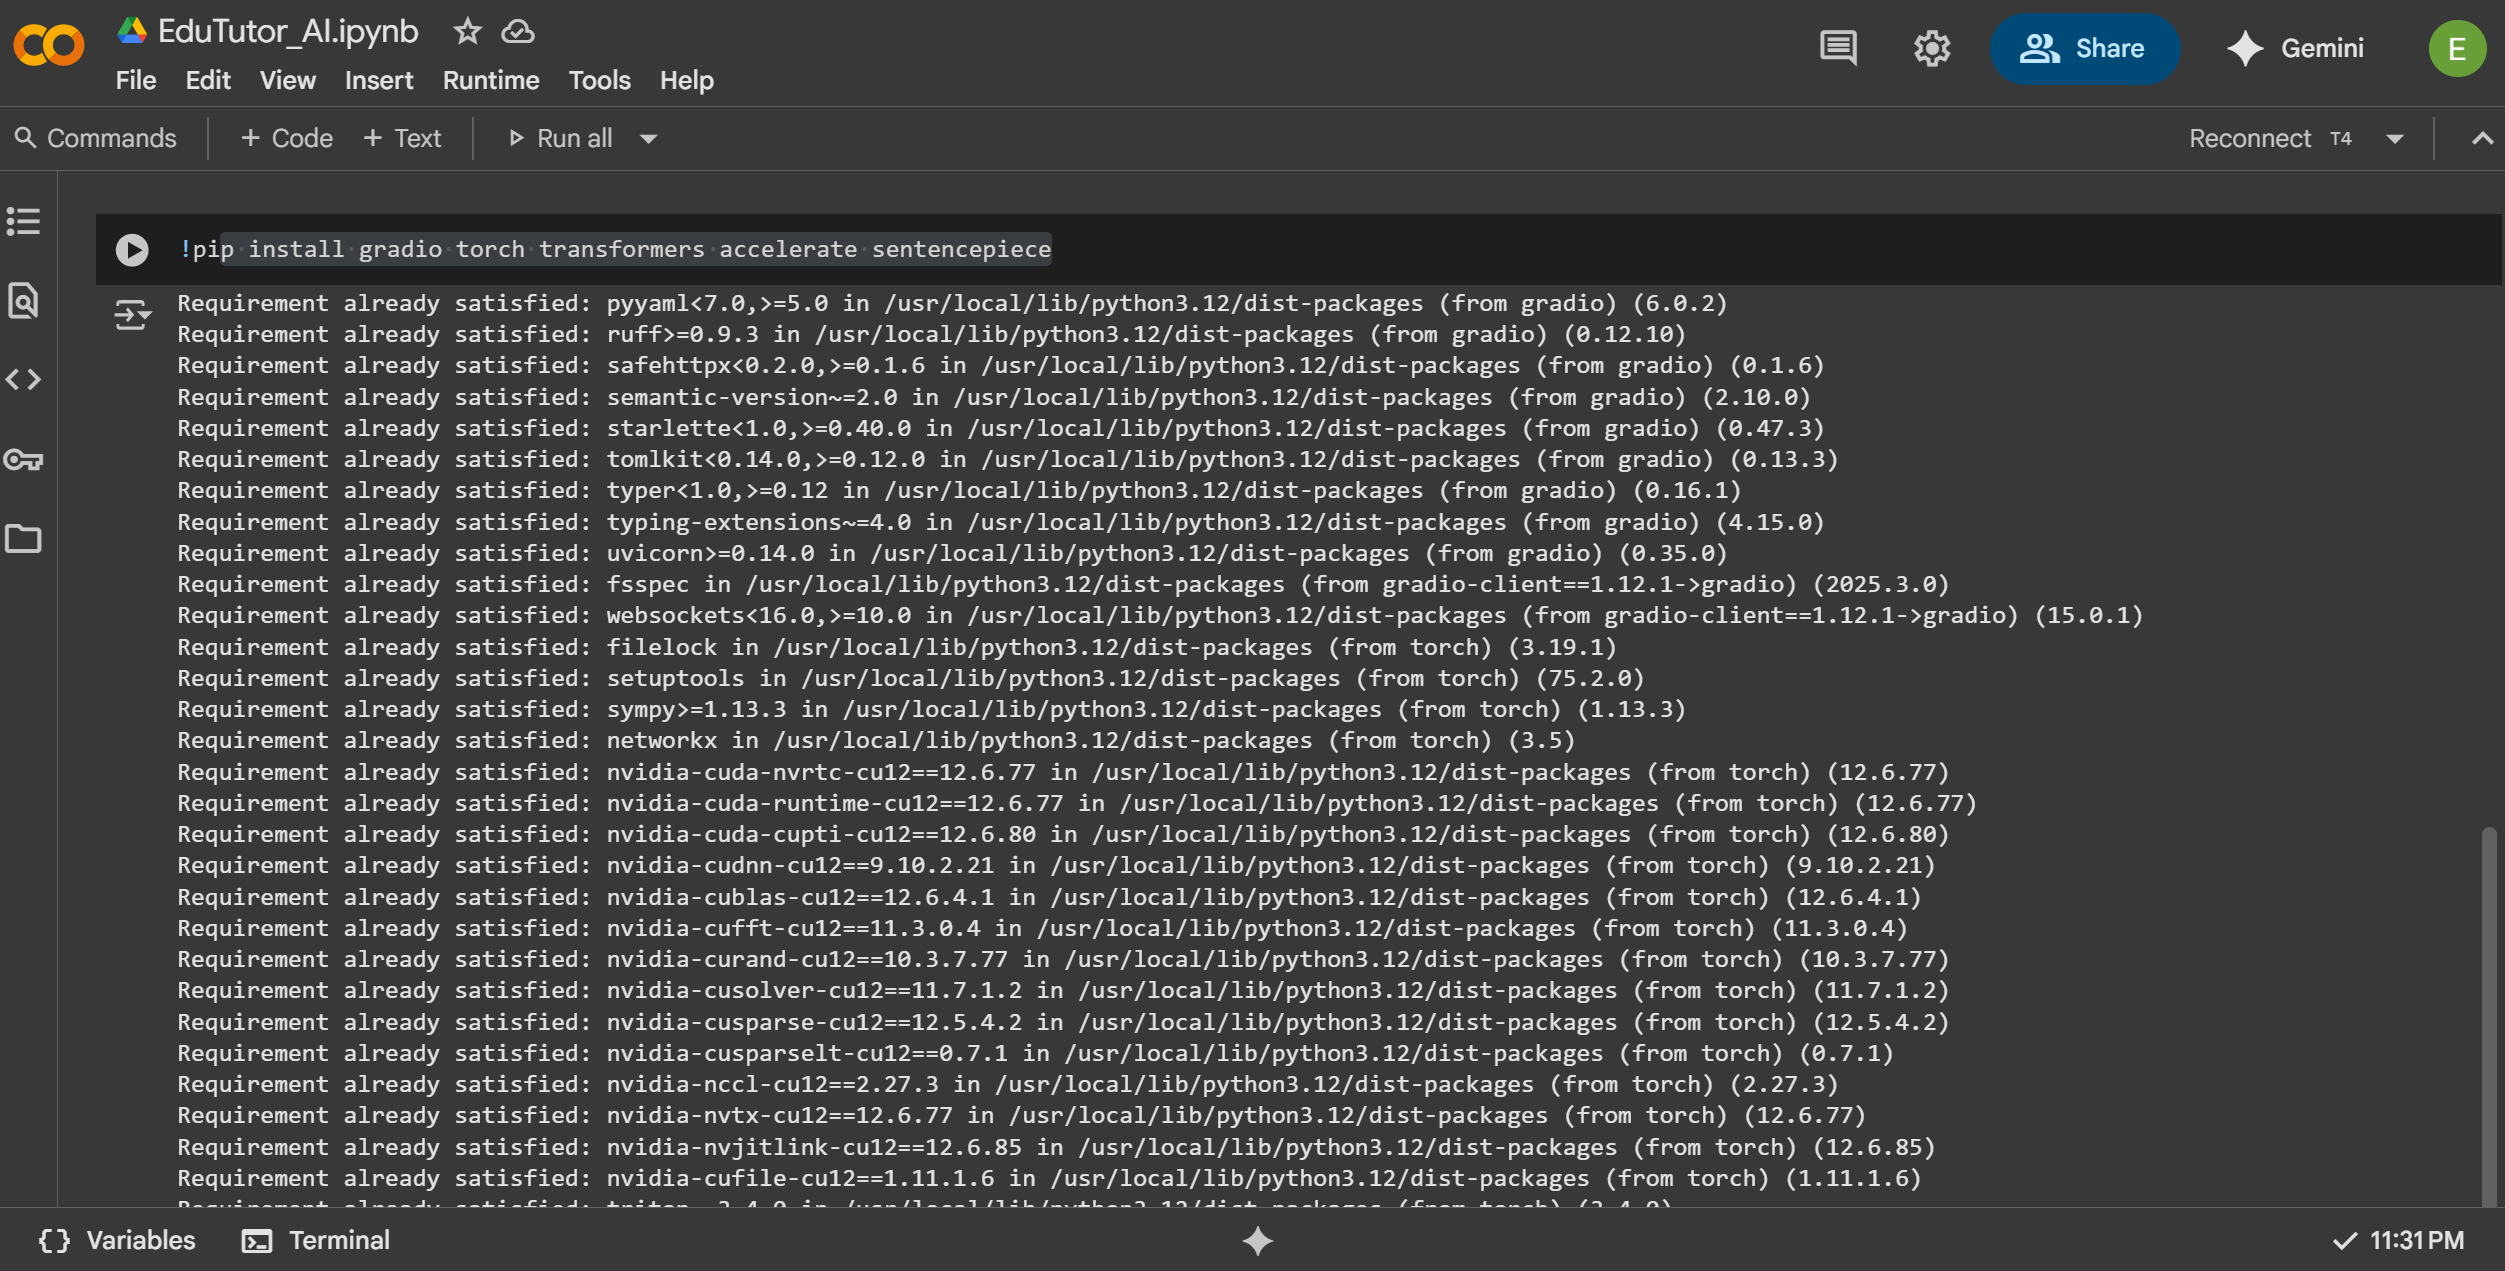 EduTutor_AI.ipynb
File Edit View Insert Runtime Tools Help
Share
Gemini
E
Commands + Code + Text Run all
Reconnect T4
!pip install gradio torch transformers accelerate sentencepiece
Requirement already satisfied: pyyaml<7.0,>=5.0 in /usr/local/lib/python3.12/dist-packages (from gradio) (6.0.2)
Requirement already satisfied: ruff>=0.9.3 in /usr/local/lib/python3.12/dist-packages (from gradio) (0.12.10)
Requirement already satisfied: safehttpx<0.2.0,>=0.1.6 in /usr/local/lib/python3.12/dist-packages (from gradio) (0.1.6)
Requirement already satisfied: semantic-version~=2.0 in /usr/local/lib/python3.12/dist-packages (from gradio) (2.10.0)
Requirement already satisfied: starlette<1.0,>=0.40.0 in /usr/local/lib/python3.12/dist-packages (from gradio) (0.47.3)
Requirement already satisfied: tomlkit<0.14.0,>=0.12.0 in /usr/local/lib/python3.12/dist-packages (from gradio) (0.13.3)
Requirement already satisfied: typer<1.0,>=0.12 in /usr/local/lib/python3.12/dist-packages (from gradio) (0.16.1)
Requirement already satisfied: typing-extensions~=4.0 in /usr/local/lib/python3.12/dist-packages (from gradio) (4.15.0)
Requirement already satisfied: uvicorn>=0.14.0 in /usr/local/lib/python3.12/dist-packages (from gradio) (0.35.0)
Requirement already satisfied: fsspec in /usr/local/lib/python3.12/dist-packages (from gradio-client==1.12.1->gradio) (2025.3.0)
Requirement already satisfied: websockets<16.0,>=10.0 in /usr/local/lib/python3.12/dist-packages (from gradio-client==1.12.1->gradio) (15.0.1)
Requirement already satisfied: filelock in /usr/local/lib/python3.12/dist-packages (from torch) (3.19.1)
Requirement already satisfied: setuptools in /usr/local/lib/python3.12/dist-packages (from torch) (75.2.0)
Requirement already satisfied: sympy>=1.13.3 in /usr/local/lib/python3.12/dist-packages (from torch) (1.13.3)
Requirement already satisfied: networkx in /usr/local/lib/python3.12/dist-packages (from torch) (3.5)
Requirement already satisfied: nvidia-cuda-nvrtc-cu12==12.6.77 in /usr/local/lib/python3.12/dist-packages (from torch) (12.6.77)
Requirement already satisfied: nvidia-cuda-runtime-cu12==12.6.77 in /usr/local/lib/python3.12/dist-packages (from torch) (12.6.77)
Requirement already satisfied: nvidia-cuda-cupti-cu12==12.6.80 in /usr/local/lib/python3.12/dist-packages (from torch) (12.6.80)
Requirement already satisfied: nvidia-cudnn-cu12==9.10.2.21 in /usr/local/lib/python3.12/dist-packages (from torch) (9.10.2.21)
Requirement already satisfied: nvidia-cublas-cu12==12.6.4.1 in /usr/local/lib/python3.12/dist-packages (from torch) (12.6.4.1)
Requirement already satisfied: nvidia-cufft-cu12==11.3.0.4 in /usr/local/lib/python3.12/dist-packages (from torch) (11.3.0.4)
Requirement already satisfied: nvidia-curand-cu12==10.3.7.77 in /usr/local/lib/python3.12/dist-packages (from torch) (10.3.7.77)
Requirement already satisfied: nvidia-cusolver-cu12==11.7.1.2 in /usr/local/lib/python3.12/dist-packages (from torch) (11.7.1.2)
Requirement already satisfied: nvidia-cusparse-cu12==12.5.4.2 in /usr/local/lib/python3.12/dist-packages (from torch) (12.5.4.2)
Requirement already satisfied: nvidia-cusparselt-cu12==0.7.1 in /usr/local/lib/python3.12/dist-packages (from torch) (0.7.1)
Requirement already satisfied: nvidia-nccl-cu12==2.27.3 in /usr/local/lib/python3.12/dist-packages (from torch) (2.27.3)
Requirement already satisfied: nvidia-nvtx-cu12==12.6.77 in /usr/local/lib/python3.12/dist-packages (from torch) (12.6.77)
Requirement already satisfied: nvidia-nvjitlink-cu12==12.6.85 in /usr/local/lib/python3.12/dist-packages (from torch) (12.6.85)
Requirement already satisfied: nvidia-cufile-cu12==1.11.1.6 in /usr/local/lib/python3.12/dist-packages (from torch) (1.11.1.6)
Variables Terminal 11:31 PM